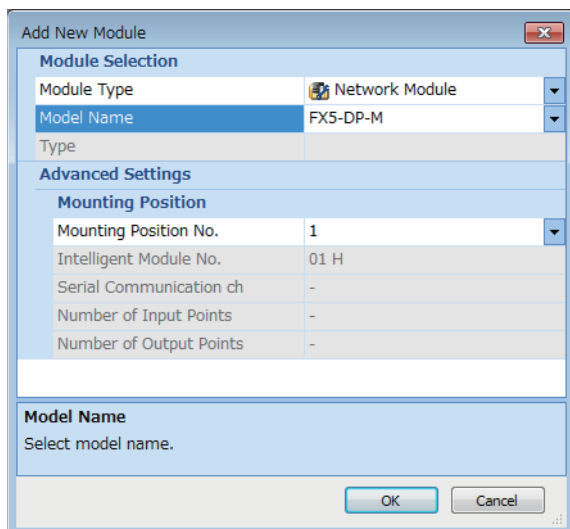 Add New Module
Module Selection
Module Type Network Module
Model Name FX5-DP-M
Type
Advanced Settings
Mounting Position
Mounting Position No. 1
Intelligent Module No. 01 H
Serial Communication ch -
Number of Input Points -
Number of Output Points -
Model Name
Select model name.
OK Cancel